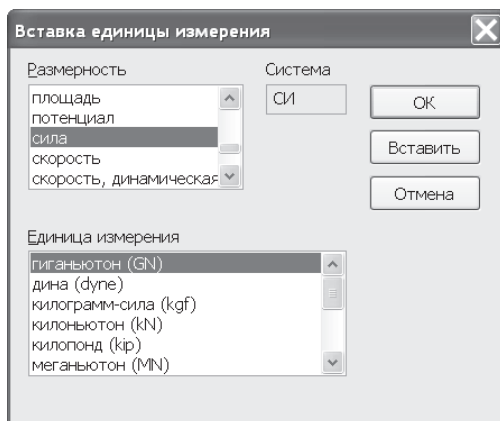 Вставка единицы измерения
Размерность
Система
площадь
потенциал
сила
скорость
скорость, динамическая
СИ
ОК
Вставить
Отмена
Единица измерения
гиганьютон (GN)
дина (dyne)
килограмм-сила (kgf)
килоньютон (kN)
килопонд (kip)
меганьютон (MN)